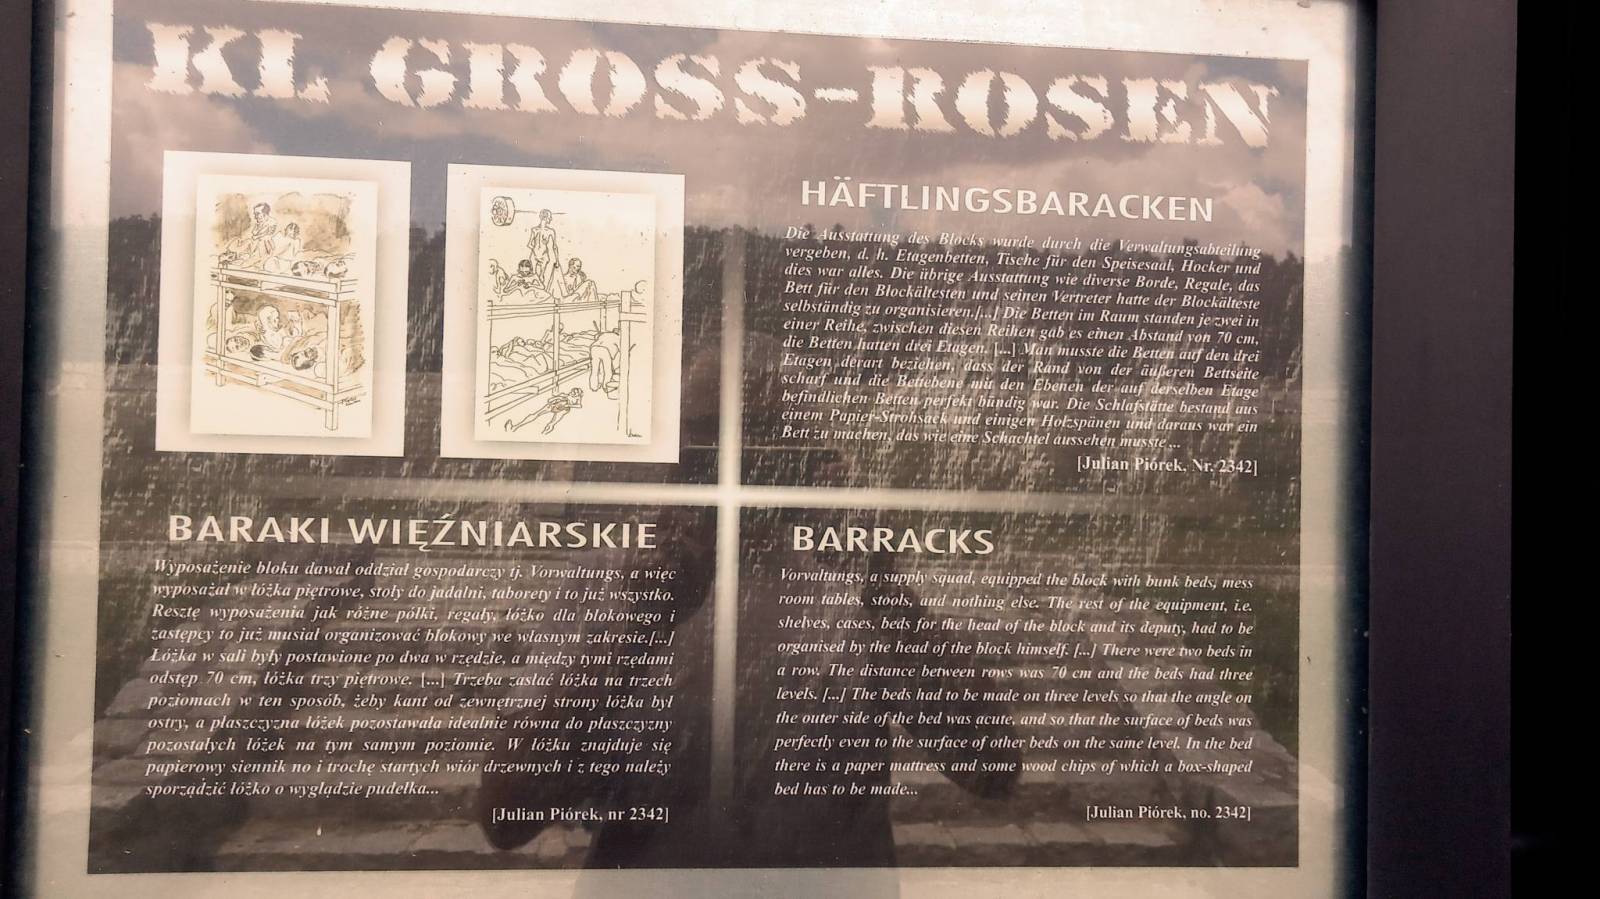 KL GROSS-ROSEN
HÄFTLINGSBARACKEN
Die Ausstattung des Blocks wurde durch die Verwaltungsabteilung
vergeben, d. h. Etagenbetten, Tische für den Speisesaal, Hocker und
dies war alles. Die übrige Ausstattung wie diverse Borde, Regale, das
Bett für den Blockältesten und seinen Vertreter hatte der Blockälteste
selbständig zu organisieren.[...] Die Betten im Raum standen je zwei in
einer Reihe, zwischen diesen Reihen gab es einen Abstand von 70 cm,
die Betten hatten drei Etagen. [...] Man musste die Betten auf den drei
Etagen derart beziehen, dass der Rand von der äußeren Bettseite
scharf und die Bettebene mit den Ebenen der auf derselben Etage
befindlichen Betten perfekt bündig war. Die Schlafstätte bestand aus
einem Papier-Strohsack und einigen Holzspänen und daraus war ein
Bett zu machen, das wie eine Schachtel aussehen musste ...
[Julian Piórek, Nr. 2342]
BARAKI WIĘŹNIARSKIE
Wyposażenie bloku dawał oddział gospodarczy tj. Vorwaltungs, a więc
wyposażał w łóżka piętrowe, stoły do jadalni, taborety i to już wszystko.
Resztę wyposażenia jak różne półki, regały, łóżko dla blokowego i
zastępcy to już musiał organizować blokowy we własnym zakresie.[...]
Łóżka w sali były postawione po dwa w rzędzie, a między tymi rzędami
odstęp 70 cm, łóżka trzy piętrowe. [...] Trzeba zasłać łóżka na trzech
poziomach w ten sposób, żeby kant od zewnętrznej strony łóżka był
ostry, a płaszczyzna łóżek pozostawała idealnie równa do płaszczyzny
pozostałych łóżek na tym samym poziomie. W łóżku znajduje się
papierowy siennik no i trochę startych wiór drzewnych i z tego należy
sporządzić łóżko o wyglądzie pudełka...
[Julian Piórek, nr 2342]
BARRACKS
Vorvaltungs, a supply squad, equipped the block with bunk beds, mess
room tables, stools, and nothing else. The rest of the equipment, i.e.
shelves, cases, beds for the head of the block and its deputy, had to be
organised by the head of the block himself. [...] There were two beds in
a row. The distance between rows was 70 cm and the beds had three
levels. [...] The beds had to be made on three levels so that the angle on
the outer side of the bed was acute, and so that the surface of beds was
perfectly even to the surface of other beds on the same level. In the bed
there is a paper mattress and some wood chips of which a box-shaped
bed has to be made...
[Julian Piórek, no. 2342]